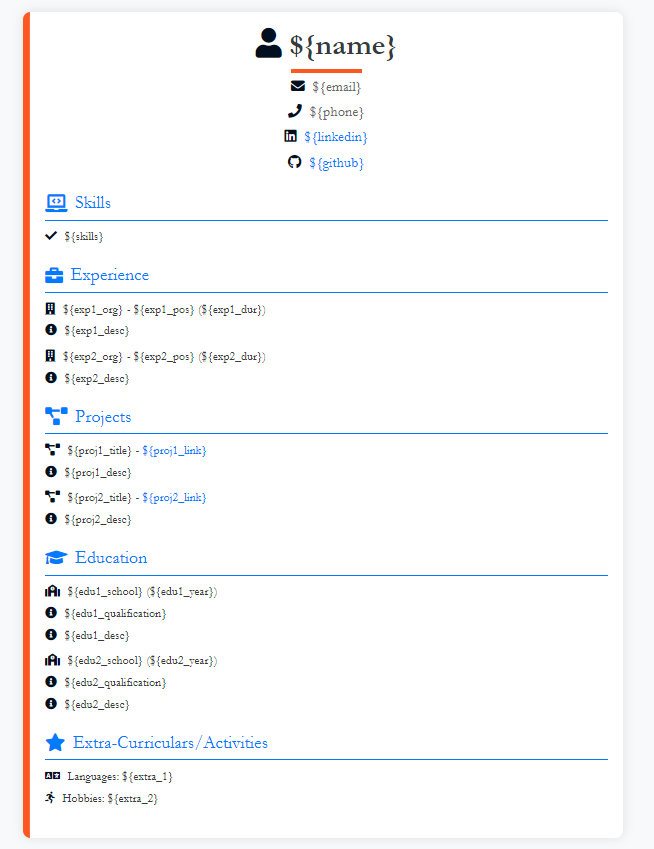 ${name}
${email}
${phone}
${linkedin}
${github}
Skills
${skills}
Experience
${exp1_org} - ${exp1_pos} (${exp1_dur})
${exp1_desc}
${exp2_org} - ${exp2_pos} (${exp2_dur})
${exp2_desc}
Projects
${proj1_title} - ${proj1_link}
${proj1_desc}
${proj2_title} - ${proj2_link}
${proj2_desc}
Education
${edu1_school} (${edu1_year})
${edu1_qualification}
${edu1_desc}
${edu2_school} (${edu2_year})
${edu2_qualification}
${edu2_desc}
Extra-Curriculars/Activities
Languages: ${extra_1}
Hobbies: ${extra_2}